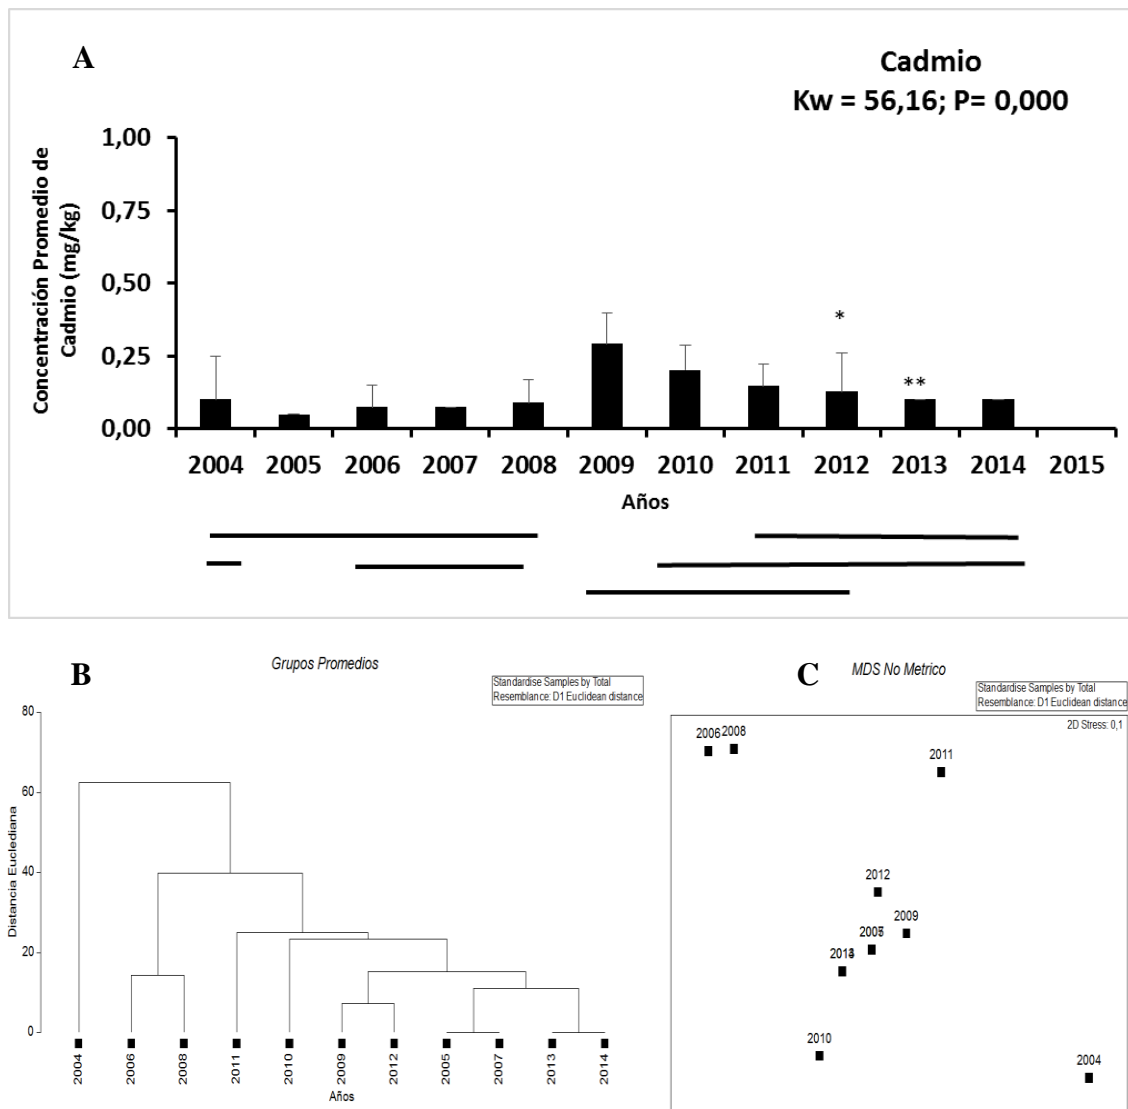 A
Cadmio
Kw = 56,16; P= 0,000
Concentración Promedio de
Cadmio (mg/kg)
1,00
0,75
0,50
0,25
0,00
*
**
2004 2005 2006 2007 2008 2009 2010 2011 2012 2013 2014 2015
Años
B
Grupos Promedios
Standardise Samples by Total
Resemblance: D1 Euclidean distance
Distancia Euclediana
80
60
40
20
0
2004 2006 2008 2011 2010 2009 2012 2005 2007 2013 2014
Años
C
MDS No Metrico
Standardise Samples by Total
Resemblance: D1 Euclidean distance
2D Stress: 0,1
2006 2008
2011
2012
2009
2010
2004